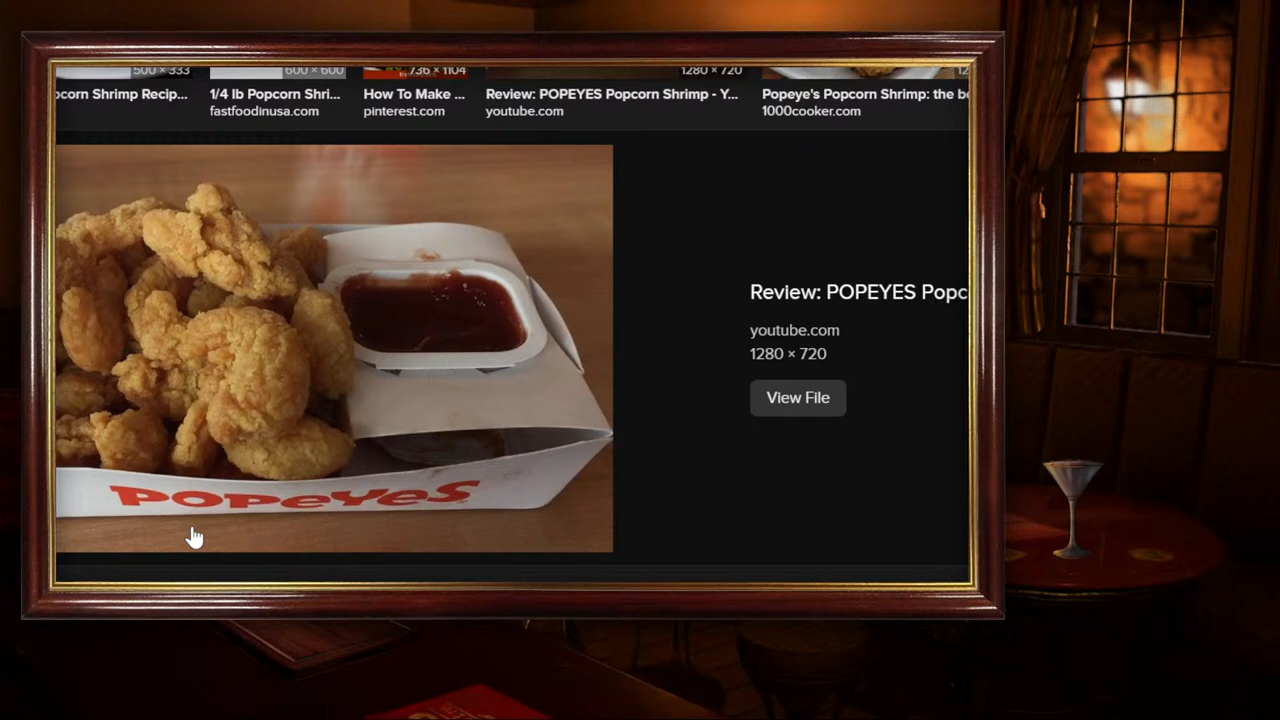 500 × 333
600 × 600
736 × 1104
1280 × 720
ocorn Shrimp Recip...
1/4 lb Popcorn Shri...
How To Make ...
Review: POPEYES Popcorn Shrimp - Y...
Popeye's Popcorn Shrimp: the be
fastfoodinusa.com
pinterest.com
youtube.com
1000cooker.com
Review: POPEYES Popc
youtube.com
1280 × 720
View File
POPEYES